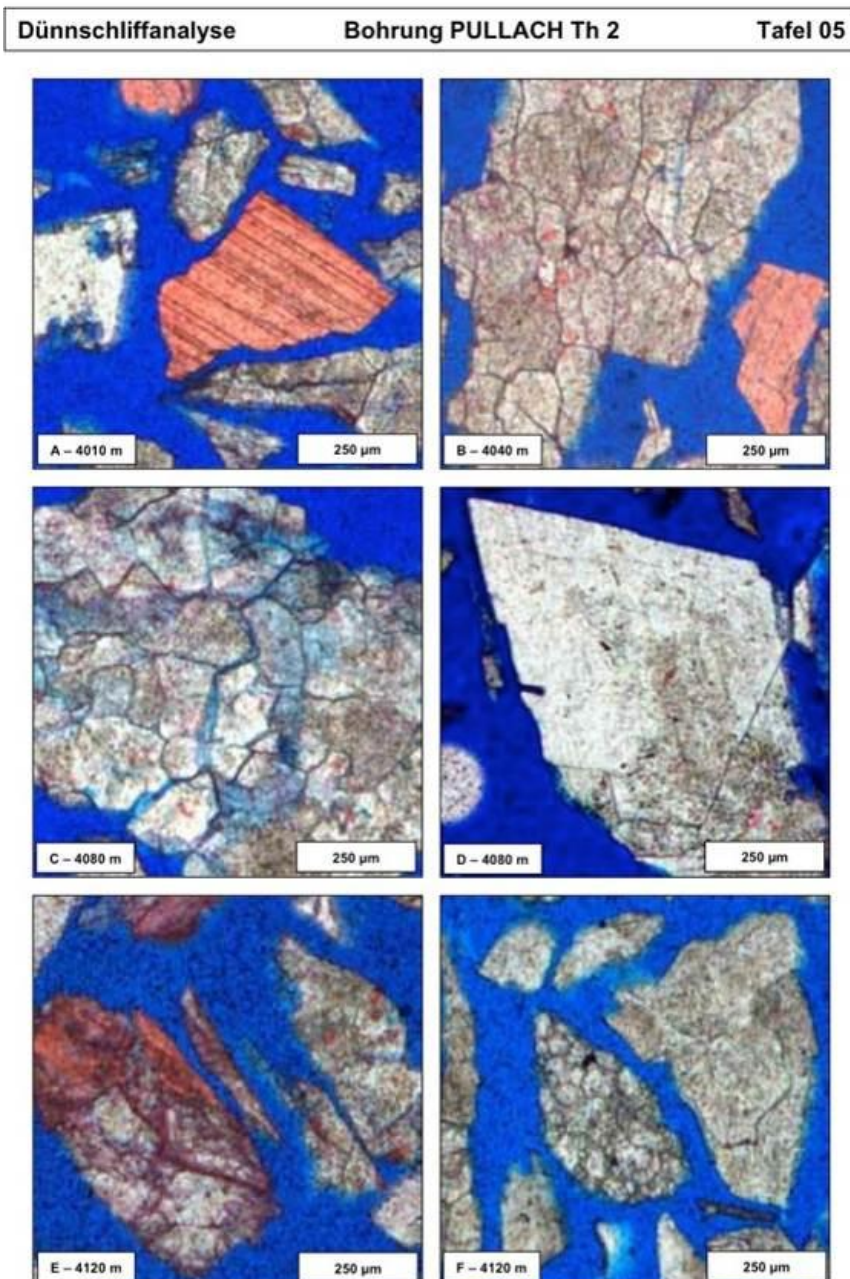 Dünnschliffanalyse Bohrung PULLACH Th 2 Tafel 05
A – 4010 m 250 µm
B – 4040 m 250 µm
C – 4080 m 250 µm
D – 4080 m 250 µm
E – 4120 m 250 µm
F – 4120 m 250 µm